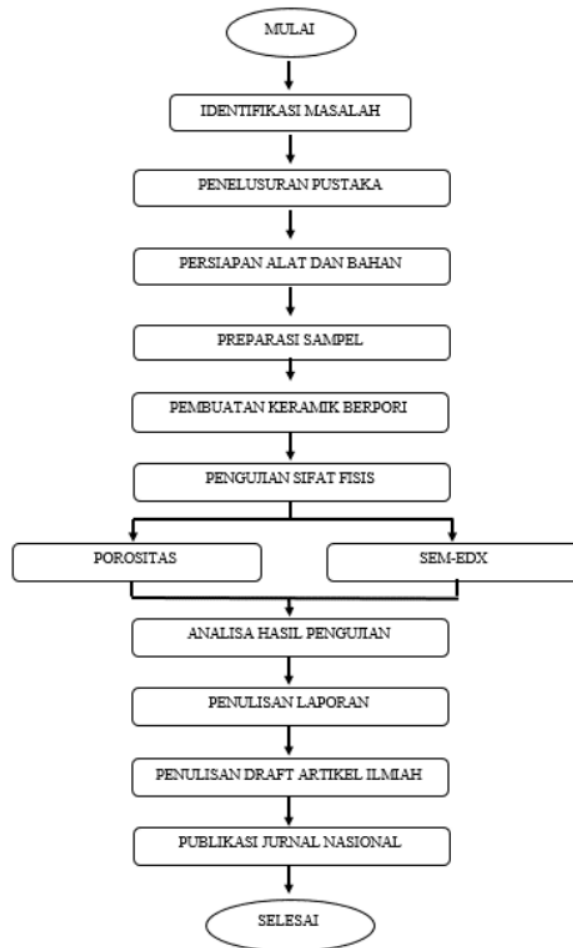 MULAI
IDENTIFIKASI MASALAH
PENELUSURAN PUSTAKA
PERSIAPAN ALAT DAN BAHAN
PREPARASI SAMPEL
PEMBUATAN KERAMIK BERPORI
PENGUJIAN SIFAT FISIS
POROSITAS
SEM-EDX
ANALISA HASIL PENGUJIAN
PENULISAN LAPORAN
PENULISAN DRAFT ARTIKEL ILMIAH
PUBLIKASI JURNAL NASIONAL
SELESAI